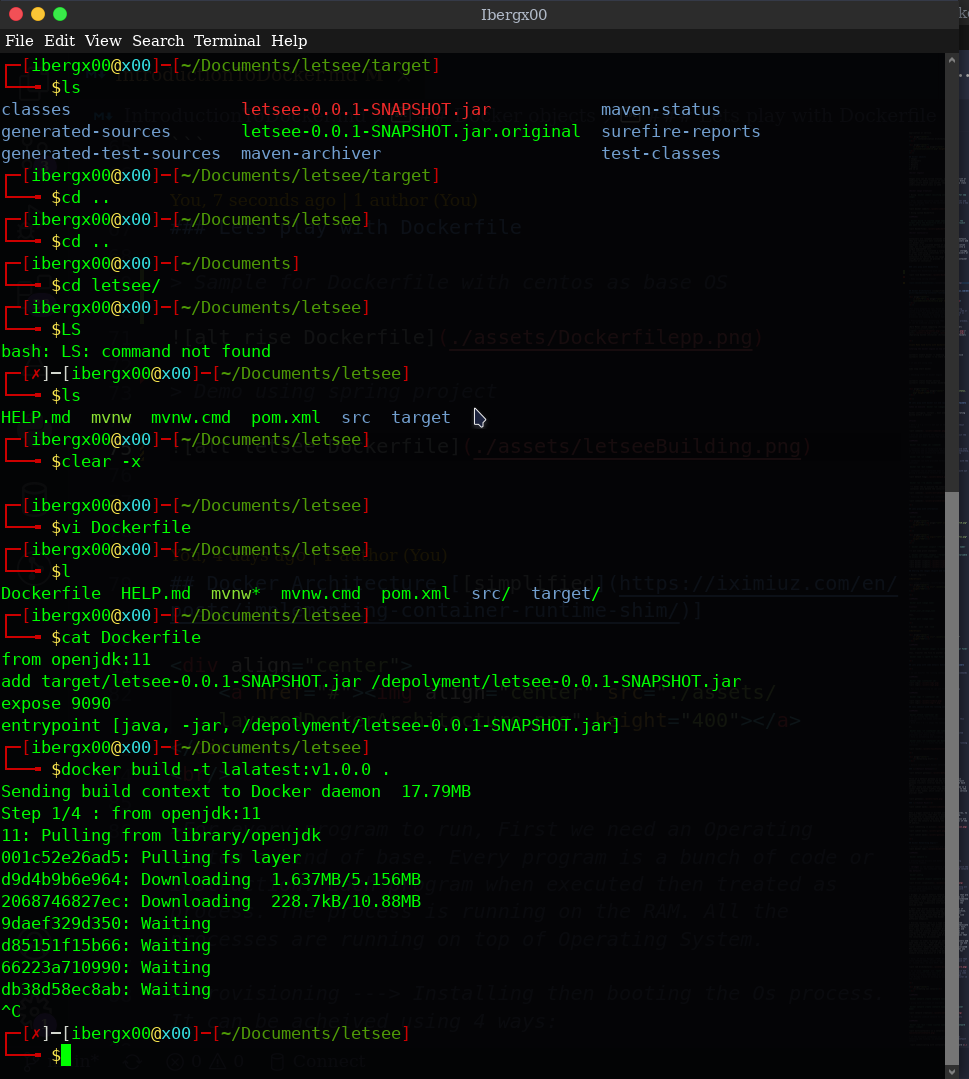 Ibergx00
File Edit View Search Terminal Help
[ibergx00@x00]─[~/Documents/letsee/target]
$ls
classes letsee-0.0.1-SNAPSHOT.jar maven-status
generated-sources letsee-0.0.1-SNAPSHOT.jar.original surefire-reports
generated-test-sources maven-archiver test-classes
[ibergx00@x00]─[~/Documents/letsee/target]
$cd ..
[ibergx00@x00]─[~/Documents/letsee]
$cd ..
[ibergx00@x00]─[~/Documents]
$cd letsee/
[ibergx00@x00]─[~/Documents/letsee]
$LS
bash: LS: command not found
[✗]─[ibergx00@x00]─[~/Documents/letsee]
$ls
HELP.md mvnw mvnw.cmd pom.xml src target
[ibergx00@x00]─[~/Documents/letsee]
$clear -x
[ibergx00@x00]─[~/Documents/letsee]
$vi Dockerfile
[ibergx00@x00]─[~/Documents/letsee]
$l
Dockerfile HELP.md mvnw* mvnw.cmd pom.xml src/ target/
[ibergx00@x00]─[~/Documents/letsee]
$cat Dockerfile
from openjdk:11
add target/letsee-0.0.1-SNAPSHOT.jar /depolyment/letsee-0.0.1-SNAPSHOT.jar
expose 9090
entrypoint [java, -jar, /depolyment/letsee-0.0.1-SNAPSHOT.jar]
[ibergx00@x00]─[~/Documents/letsee]
$docker build -t lalatest:v1.0.0 .
Sending build context to Docker daemon 17.79MB
Step 1/4 : from openjdk:11
11: Pulling from library/openjdk
001c52e26ad5: Pulling fs layer
d9d4b9b6e964: Downloading 1.637MB/5.156MB
2068746827ec: Downloading 228.7kB/10.88MB
9daef329d350: Waiting
d85151f15b66: Waiting
66223a710990: Waiting
db38d58ec8ab: Waiting
^C
[✗]─[ibergx00@x00]─[~/Documents/letsee]
$